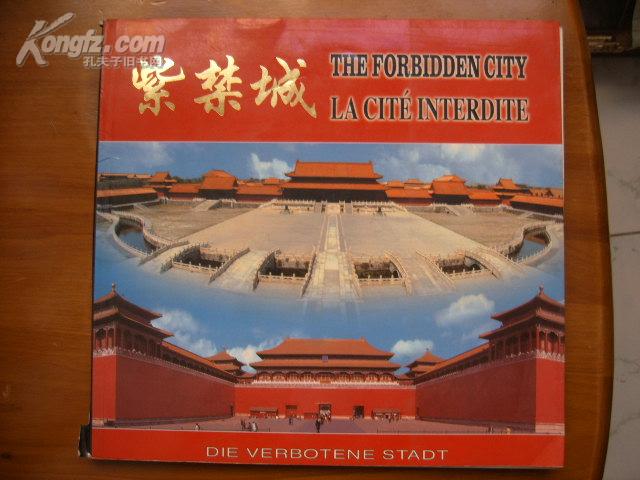 Kongfz.com
孔夫子旧书网
紫禁城
THE FORBIDDEN CITY
LA CITÉ INTERDITE
DIE VERBOTENE STADT